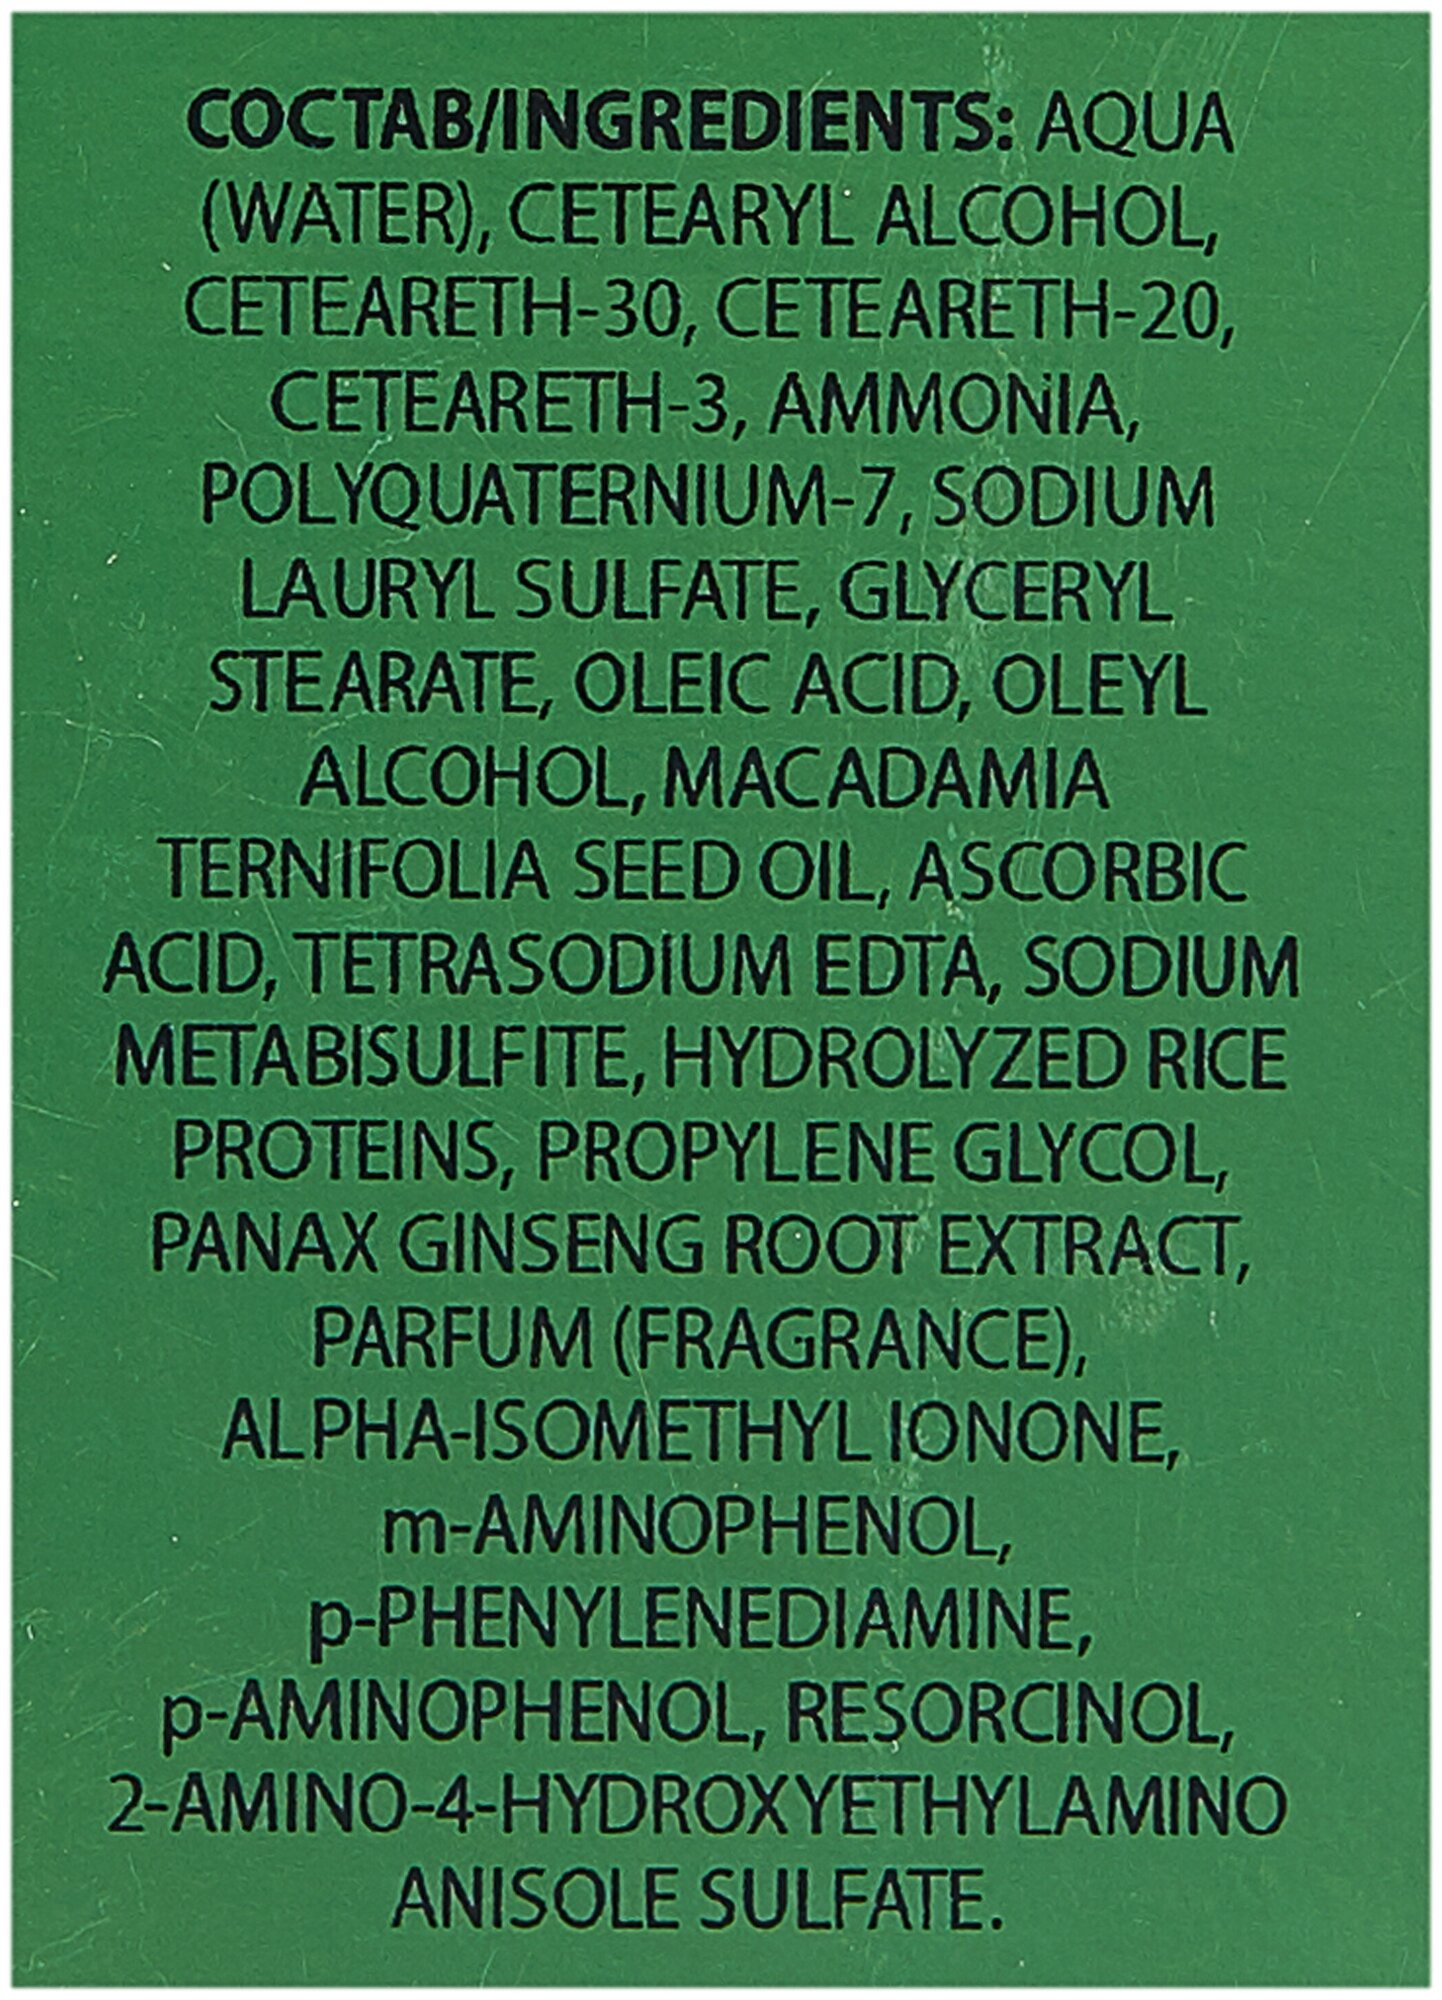 СОСТАВ/INGREDIENTS: AQUA
(WATER), CETEARYL ALCOHOL,
CETEARETH-30, CETEARETH-20,
CETEARETH-3, AMMONIA,
POLYQUATERNIUM-7, SODIUM
LAURYL SULFATE, GLYCERYL
STEARATE, OLEIC ACID, OLEYL
ALCOHOL, MACADAMIA
TERNIFOLIA SEED OIL, ASCORBIC
ACID, TETRASODIUM EDTA, SODIUM
METABISULFITE, HYDROLYZED RICE
PROTEINS, PROPYLENE GLYCOL,
PANAX GINSENG ROOT EXTRACT,
PARFUM (FRAGRANCE),
ALPHA-ISOMETHYL IONONE,
m-AMINOPHENOL,
p-PHENYLENEDIAMINE,
p-AMINOPHENOL, RESORCINOL,
2-AMINO-4-HYDROXYETHYLAMINO
ANISOLE SULFATE.